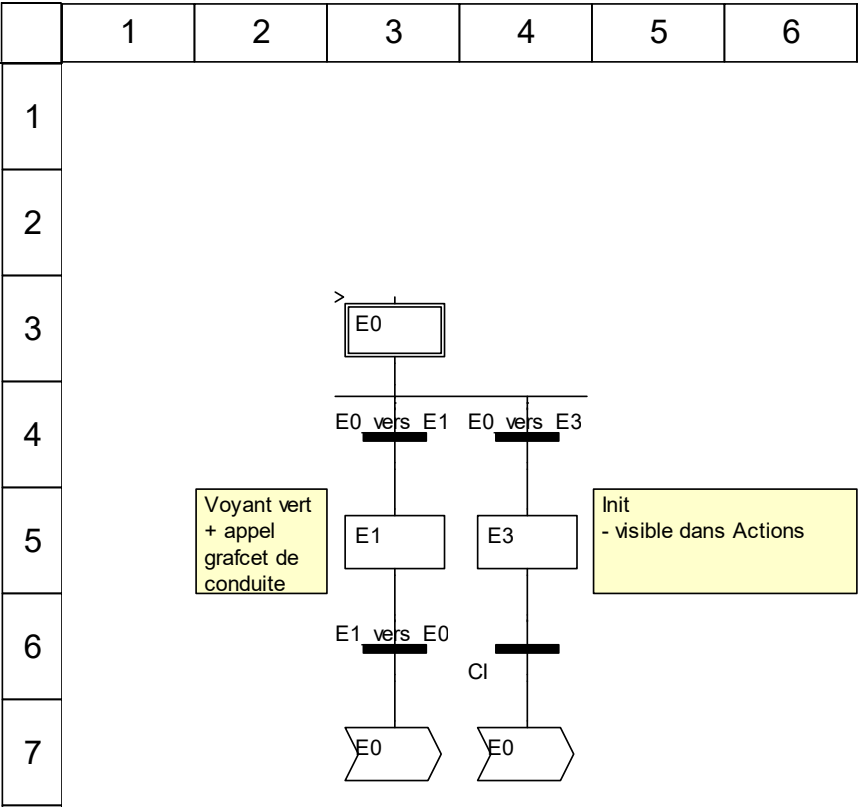 1 2 3 4 5 6
1
2
3
>
E0
4
E0_vers_E1 E0_vers_E3
5
Voyant vert
+ appel
grafcet de
conduite
E1
E3
Init
- visible dans Actions
6
E1_vers_E0
CI
7
E0
E0